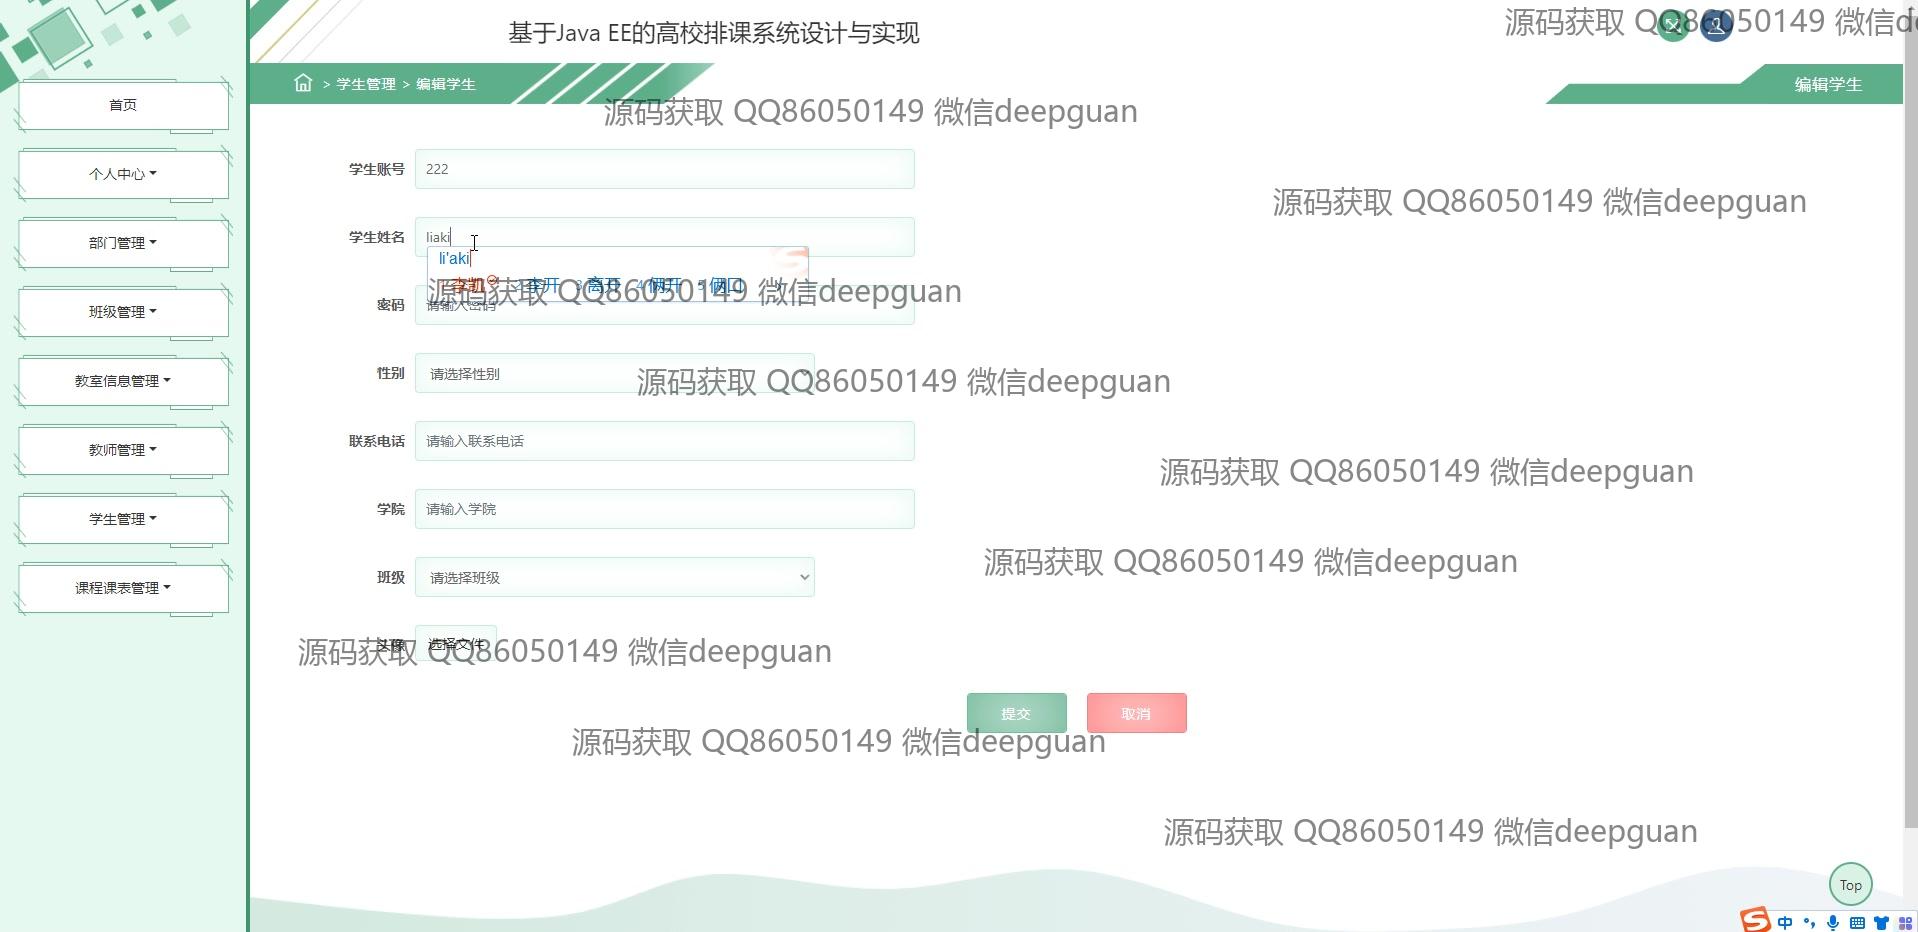 基于Java EE的高校排课系统设计与实现
源码获取 QQ86050149 微信d
> 学生管理 > 编辑学生
编辑学生
源码获取 QQ86050149 微信deepguan
首页
个人中心
部门管理
班级管理
教室信息管理
教师管理
学生管理
课程课表管理
学生账号 222
源码获取 QQ86050149 微信deepguan
学生姓名 liaki
li'aki
1 李凯 2 李开 3 离开 4 俩开 5 俩口
源码获取 QQ86050149 微信deepguan
密码 请输入密码
性别 请选择性别
源码获取 QQ86050149 微信deepguan
联系电话 请输入联系电话
源码获取 QQ86050149 微信deepguan
学院 请输入学院
源码获取 QQ86050149 微信deepguan
班级 请选择班级
头像 选择文件
源码获取 QQ86050149 微信deepguan
提交 取消
源码获取 QQ86050149 微信deepguan
源码获取 QQ86050149 微信deepguan
Top
中